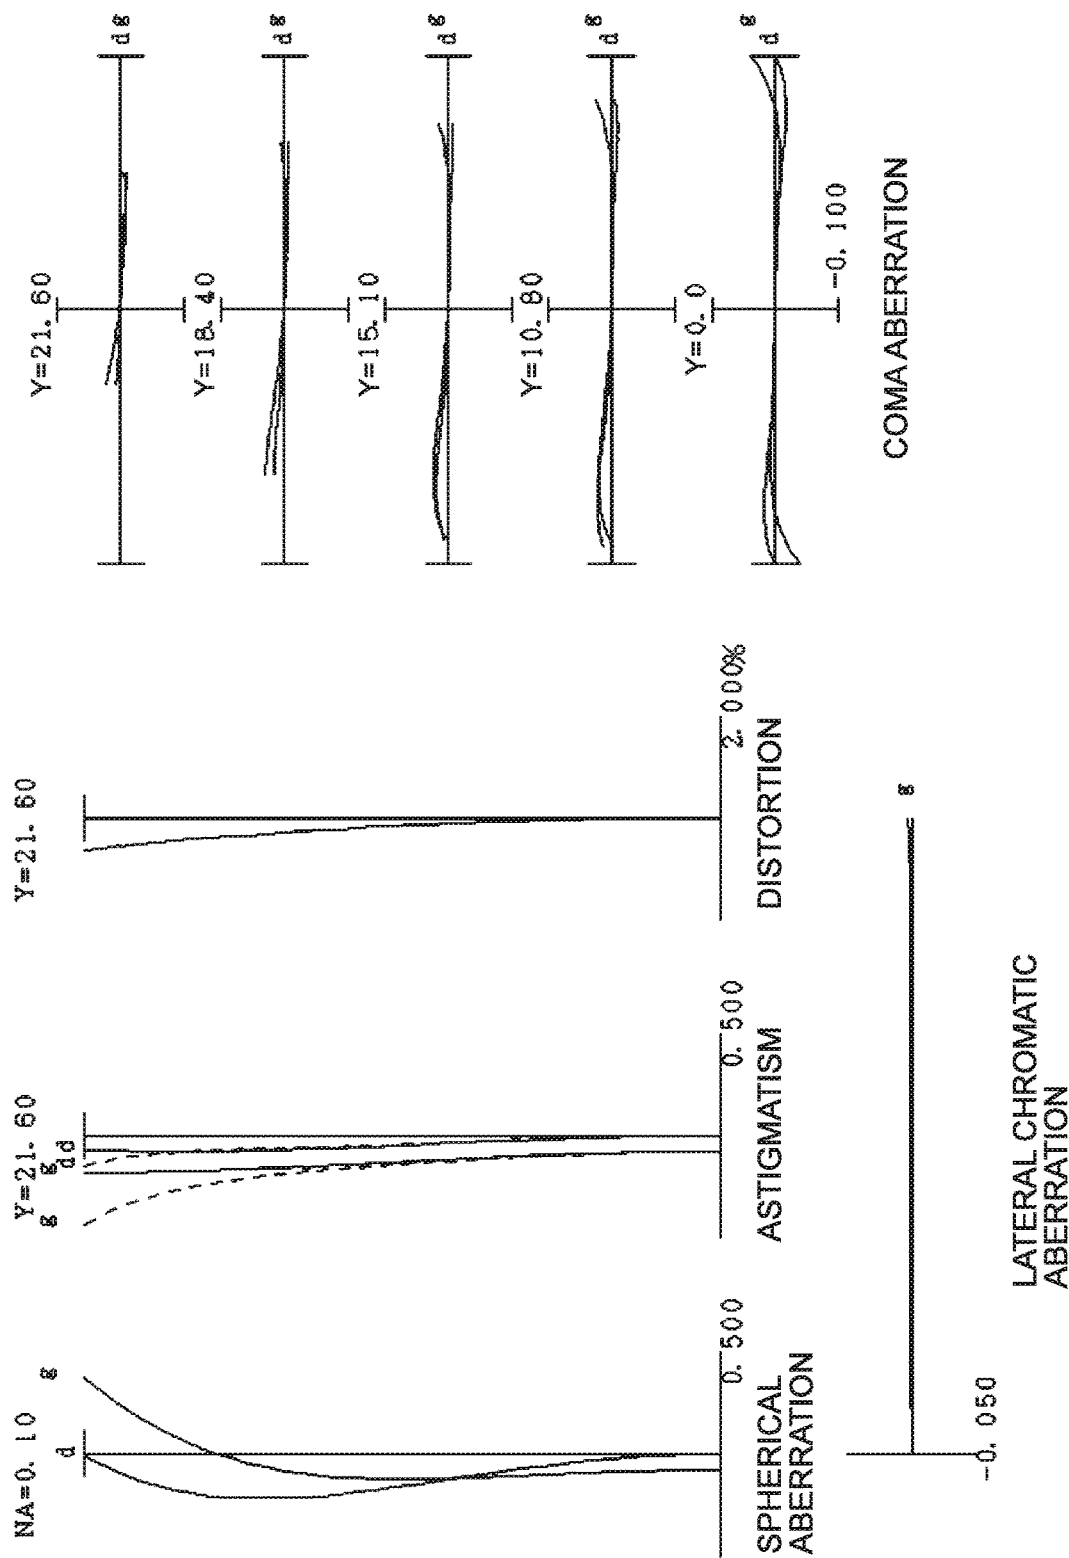 NA=0. 10
d
g
0. 500
SPHERICAL
ABERRATION
Y=21. 60
g
g
d
d
0. 500
ASTIGMATISM
Y=21. 60
2. 000%
DISTORTION
Y=21. 60
d
g
Y=18. 40
d
g
Y=15. 10
d
g
Y=10. 80
d
g
Y=0. 0
d
g
-0. 100
COMA ABERRATION
g
-0. 050
LATERAL CHROMATIC
ABERRATION